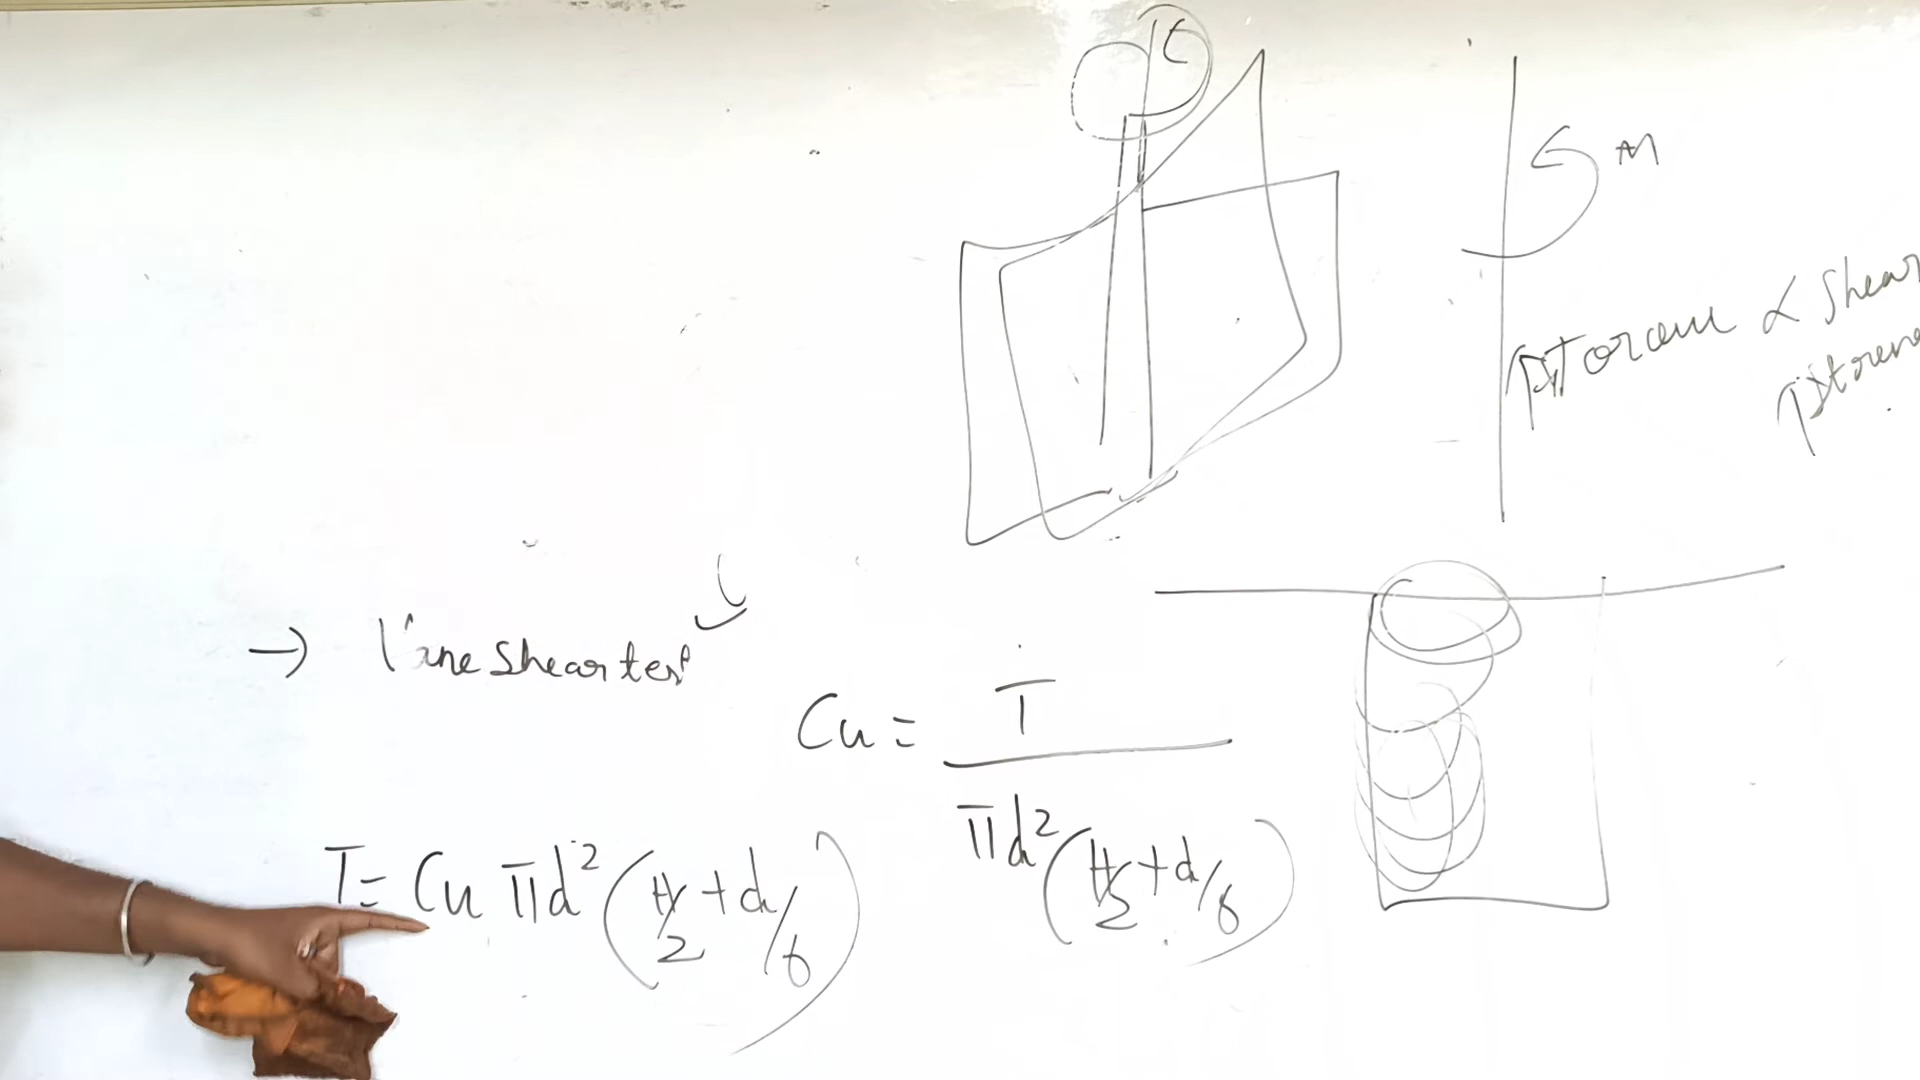 M
Torque ∝ Shear
→ Vane Shear test
Cu = T / πd²(H/2 + d/6)
T = Cu πd² (H/2 + d/6)